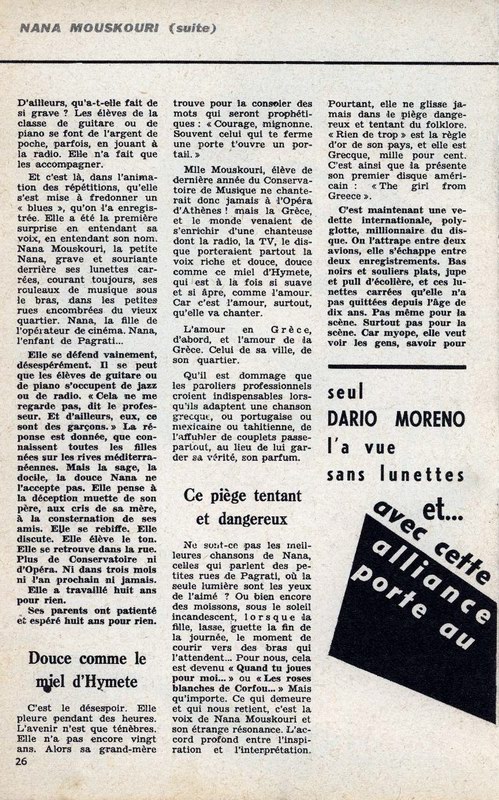 NANA MOUSKOURI (suite)
D'ailleurs, qu'a-t-elle fait de
si grave ? Les élèves de la
classe de guitare ou de
piano se font de l'argent de
poche, parfois, en jouant à
la radio. Elle n'a fait que
les accompagner.
Et c'est là, dans l'anima-
tion des répétitions, qu'elle
s'est mise à fredonner un
« blues », qu'on l'a enregis-
trée. Elle a été la première
surprise en entendant sa
voix, en entendant son nom.
Nana Mouskouri, la petite
Nana, grave et souriante
derrière ses lunettes car-
rées, courant toujours, ses
rouleaux de musique sous
le bras, dans les petites
rues encombrées du vieux
quartier. Nana, la fille de
l'opérateur de cinéma. Nana,
l'enfant de Pagrati...
Elle se défend vainement,
désespérément. Il se peut
que les élèves de guitare ou
de piano s'occupent de jazz
ou de radio. « Cela ne me
regarde pas, dit le profes-
seur. Et d'ailleurs, eux, ce
sont des garçons. » La ré-
ponse est donnée, que con-
naissent toutes les filles
nées sur les rives méditerra-
néennes. Mais la sage, la
docile, la douce Nana ne
l'accepte pas. Elle pense à
la déception muette de son
père, aux cris de sa mère,
à la consternation de ses
amis. Elle se rebiffe. Elle
discute. Elle élève le ton.
Elle se retrouve dans la rue.
Plus de Conservatoire ni
d'Opéra. Ni dans trois mois
ni l'an prochain ni jamais.
Elle a travaillé huit ans
pour rien.
Ses parents ont patienté
et espéré huit ans pour rien.
Douce comme le
miel d'Hymete
C'est le désespoir. Elle
pleure pendant des heures.
L'avenir n'est que ténèbres.
Elle n'a pas encore vingt
ans. Alors sa grand-mère
26
trouve pour la consoler des
mots qui seront prophéti-
ques : « Courage, mignonne.
Souvent celui qui te ferme
une porte t'ouvre un por-
tail. »
Mlle Mouskouri, élève de
dernière année du Conserva-
toire de Musique ne chante-
rait donc jamais à l'Opéra
d'Athènes ! mais la Grèce,
et le monde venaient de
s'enrichir d'une chanteuse
dont la radio, la TV, le dis-
que porteraient partout la
voix riche et douce, douce
comme ce miel d'Hymete,
qui est à la fois si suave
et si âpre, comme l'amour.
Car c'est l'amour, surtout,
qu'elle va chanter.
L'amour en Grèce,
d'abord, et l'amour de la
Grèce. Celui de sa ville, de
son quartier.
Qu'il est dommage que
les paroliers professionnels
croient indispensables lors-
qu'ils adaptent une chanson
grecque, ou portugaise ou
mexicaine ou tahitienne, de
l'affubler de couplets passe-
partout, au lieu de lui gar-
der sa vérité, son parfum.
Ce piège tentant
et dangereux
Ne sont-ce pas les meil-
leures chansons de Nana,
celles qui parlent des pe-
tites rues de Pagrati, où la
seule lumière sont les yeux
de l'aimé ? Ou bien encore
des moissons, sous le soleil
incandescent, lorsque la
fille, lasse, guette la fin de
la journée, le moment de
courir vers des bras qui
l'attendent... Pour nous, cela
est devenu « Quand tu joues
pour moi... » ou « Les roses
blanches de Corfou... » Mais
qu'importe. Ce qui demeure
et qui nous retient, c'est la
voix de Nana Mouskouri et
son étrange résonance. L'ac-
cord profond entre l'inspi-
ration et l'interprétation.
Pourtant, elle ne glisse ja-
mais dans le piège dange-
reux et tentant du folklore.
« Rien de trop » est la règle
d'or de son pays, et elle est
Grecque, mille pour cent.
C'est ainsi que la présente
son premier disque améri-
cain : « The girl from
Greece ».
C'est maintenant une ve-
dette internationale, poly-
glotte, millionnaire du dis-
que. On l'attrape entre deux
avions, elle s'échappe entre
deux enregistrements. Bas
noirs et souliers plats, jupe
et pull d'écolière, et ces lu-
nettes carrées qu'elle n'a
pas quittées depuis l'âge de
dix ans. Pas même pour la
scène. Surtout pas pour la
scène. Car myope, elle veut
voir les gens, savoir pour
seul
DARIO MORENO
l'a vue
sans lunettes
et...
avec cette
alliance
porte au